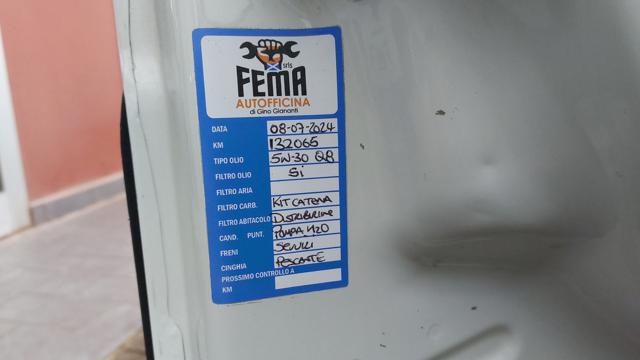 srls
FEMA
AUTOFFICINA
di Gino Giananti
DATA 08-07-2024
KM 132065
TIPO OLIO 5W-30 Q8
FILTRO OLIO Si
FILTRO ARIA
FILTRO CARB. KIT CATENA
FILTRO ABITACOLO DISTRIBUZIONE
CAND. PUNT. POMPA H2O
FRENI SERVIZI
CINGHIA PESCANTE
PROSSIMO CONTROLLO A
KM